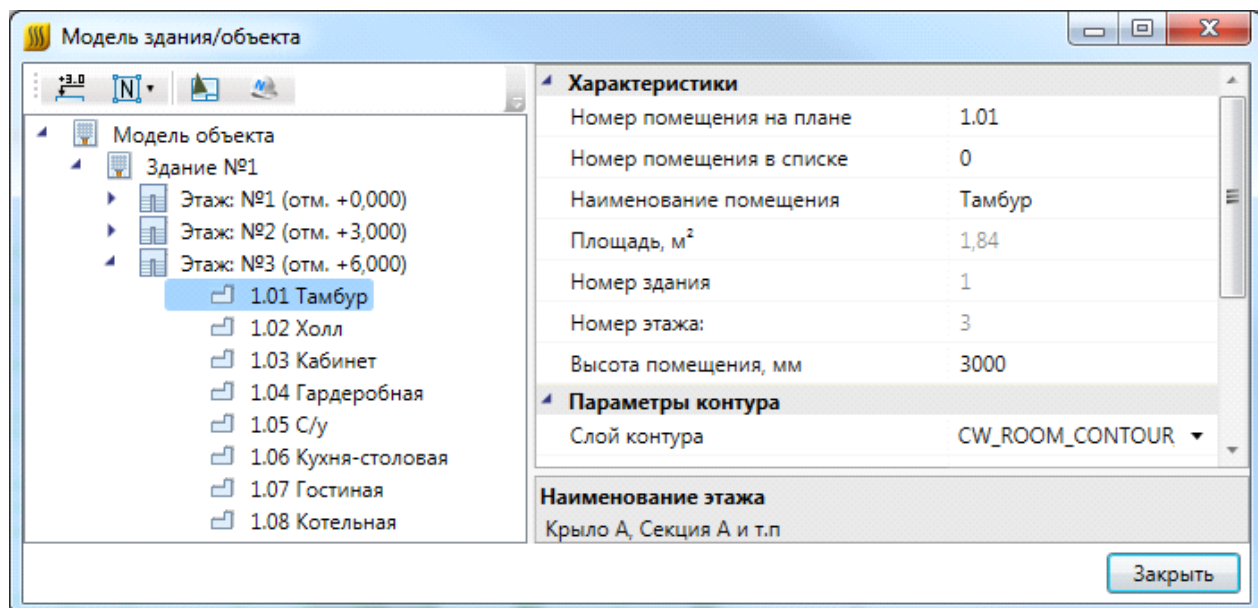 Модель здания/объекта
+3.0
N
Модель объекта
Здание №1
Этаж: №1 (отм. +0,000)
Этаж: №2 (отм. +3,000)
Этаж: №3 (отм. +6,000)
1.01 Тамбур
1.02 Холл
1.03 Кабинет
1.04 Гардеробная
1.05 С/у
1.06 Кухня-столовая
1.07 Гостиная
1.08 Котельная
Характеристики
Номер помещения на плане 1.01
Номер помещения в списке 0
Наименование помещения Тамбур
Площадь, м² 1,84
Номер здания 1
Номер этажа: 3
Высота помещения, мм 3000
Параметры контура
Слой контура CW_ROOM_CONTOUR
Наименование этажа
Крыло А, Секция А и т.п
Закрыть